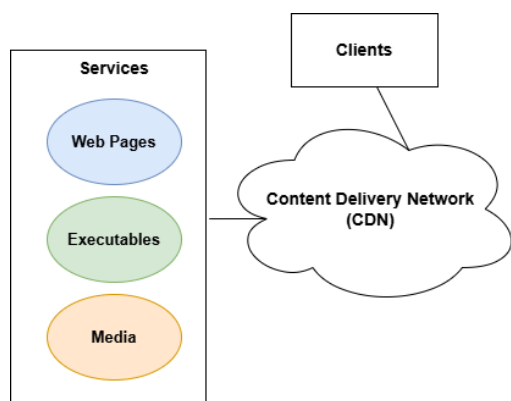 Services
Web Pages
Executables
Media
Clients
Content Delivery Network
(CDN)